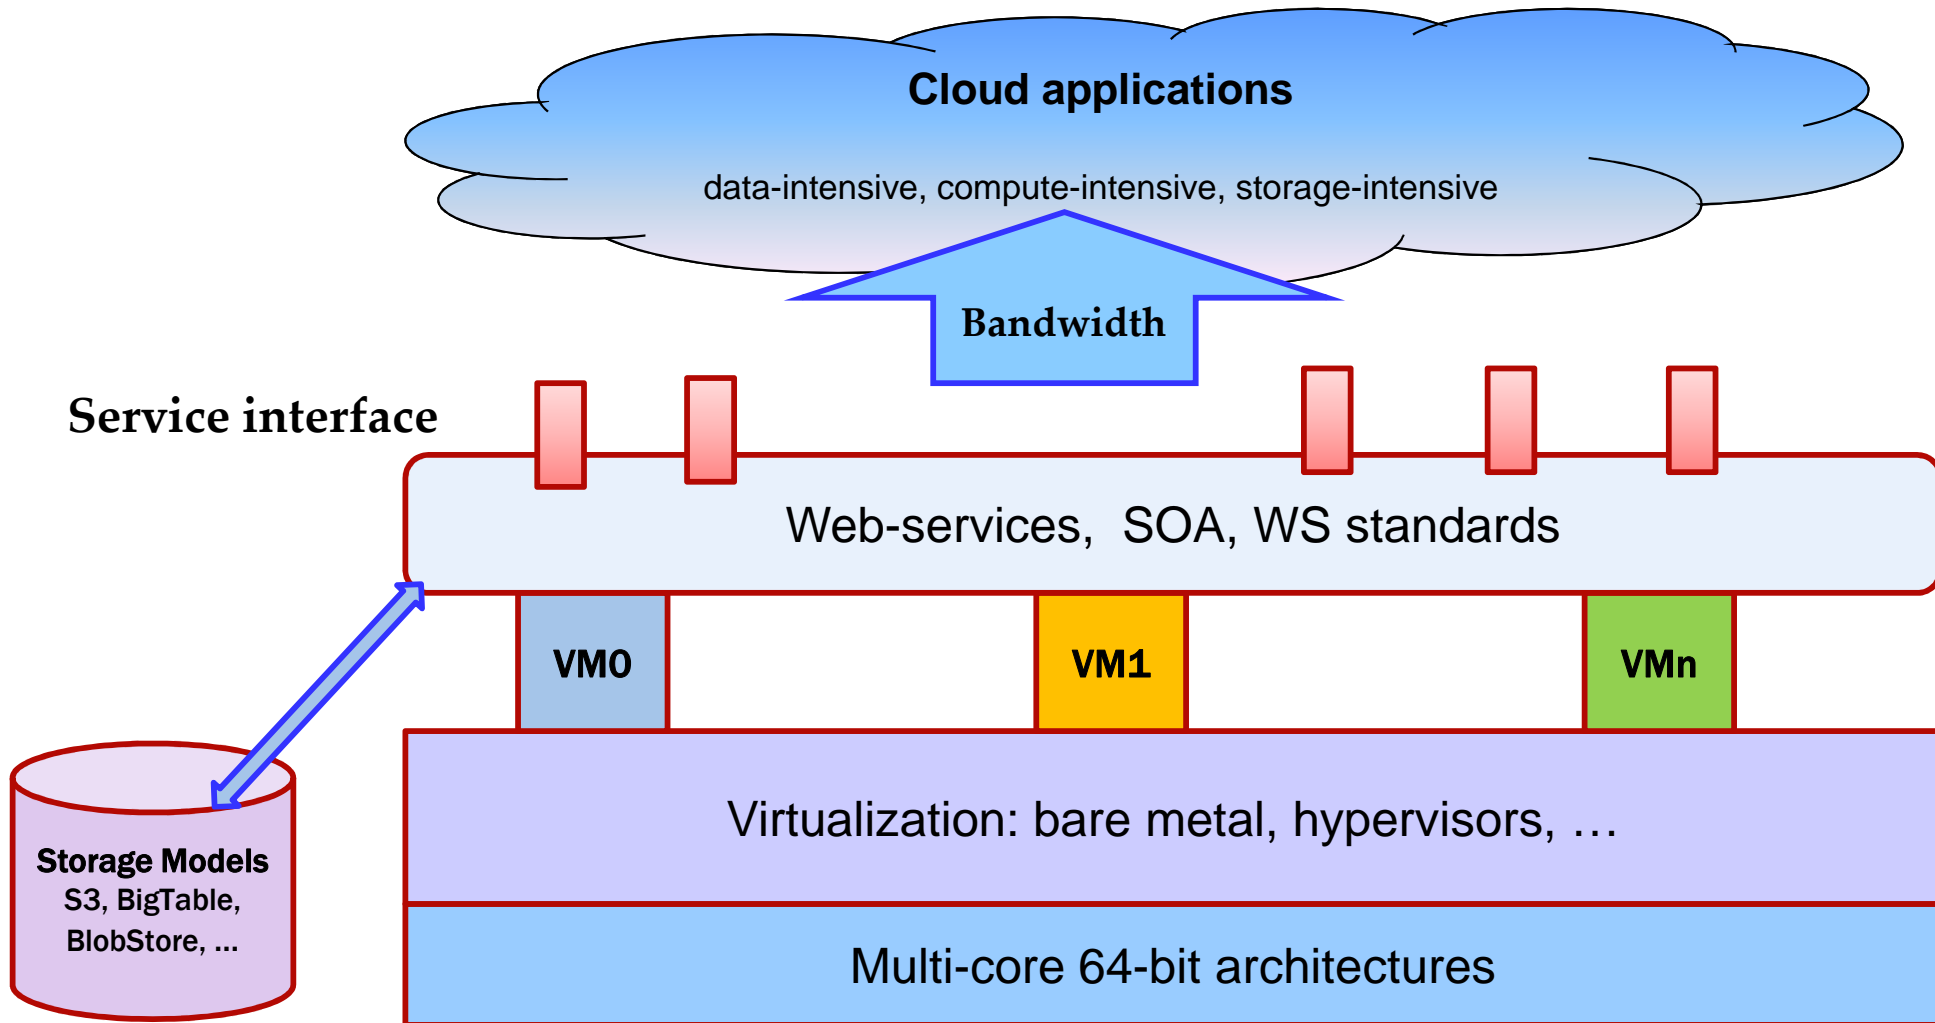 Cloud applications
data-intensive, compute-intensive, storage-intensive
Bandwidth
Service interface
Web-services,  SOA, WS standards
VM0
VM1
VMn
Virtualization: bare metal, hypervisors, …
Storage Models
S3, BigTable,
BlobStore, ...
Multi-core 64-bit architectures